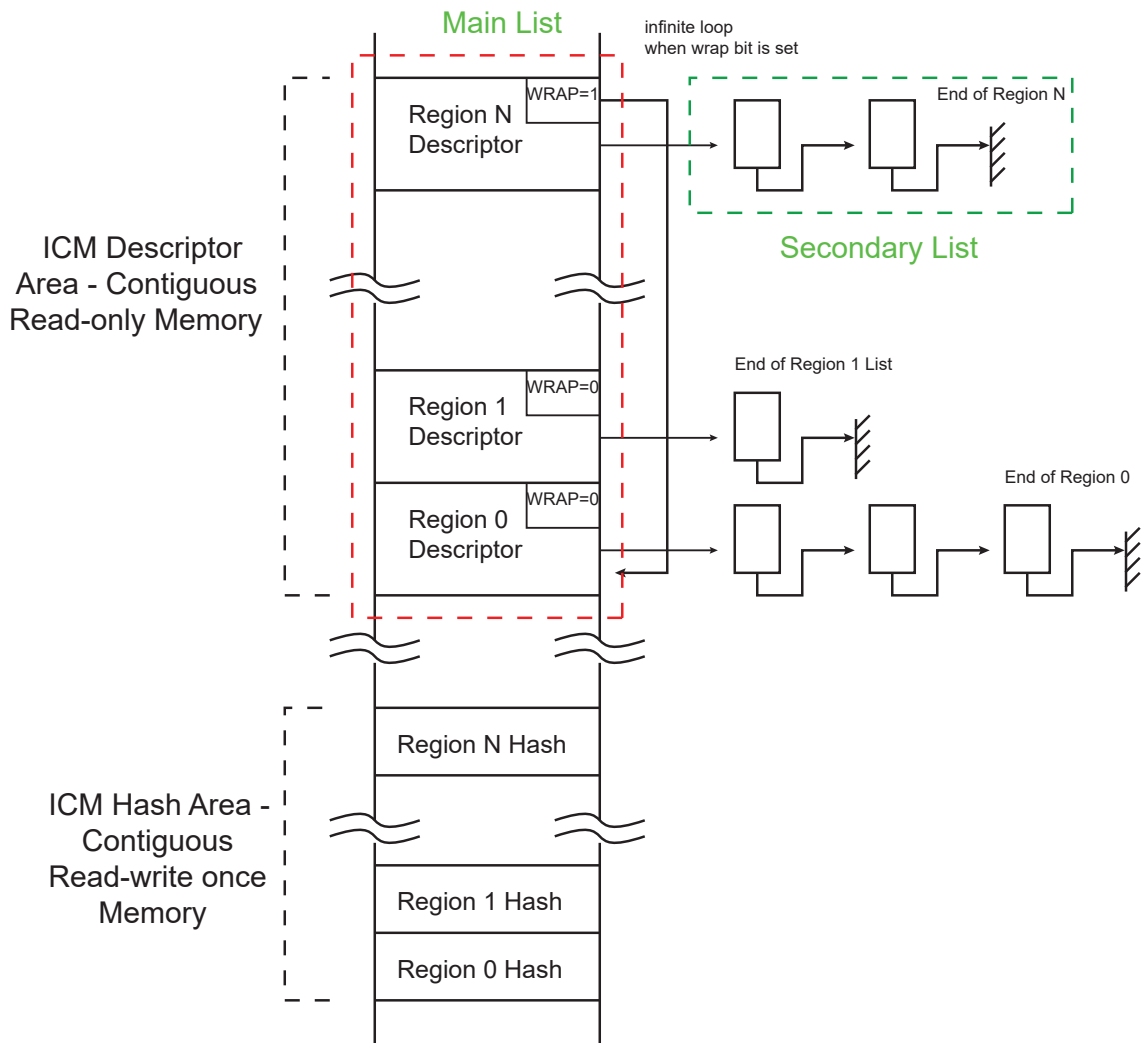 Main List
infinite loop
when wrap bit is set
WRAP=1
Region N
Descriptor
End of Region N
Secondary List
ICM Descriptor
Area - Contiguous
Read-only Memory
WRAP=0
Region 1
Descriptor
End of Region 1 List
WRAP=0
Region 0
Descriptor
End of Region 0
Region N Hash
ICM Hash Area -
Contiguous
Read-write once
Memory
Region 1 Hash
Region 0 Hash